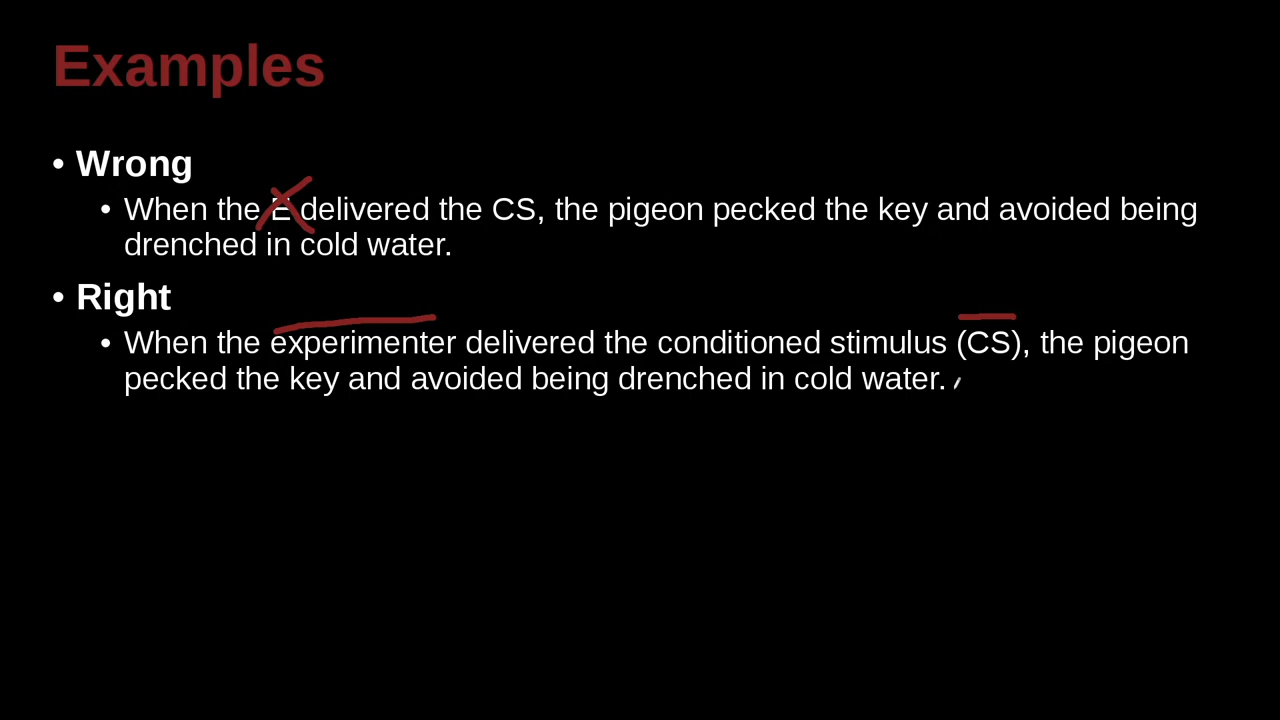 Examples
• Wrong
• When the E delivered the CS, the pigeon pecked the key and avoided being
drenched in cold water.
• Right
• When the experimenter delivered the conditioned stimulus (CS), the pigeon
pecked the key and avoided being drenched in cold water.